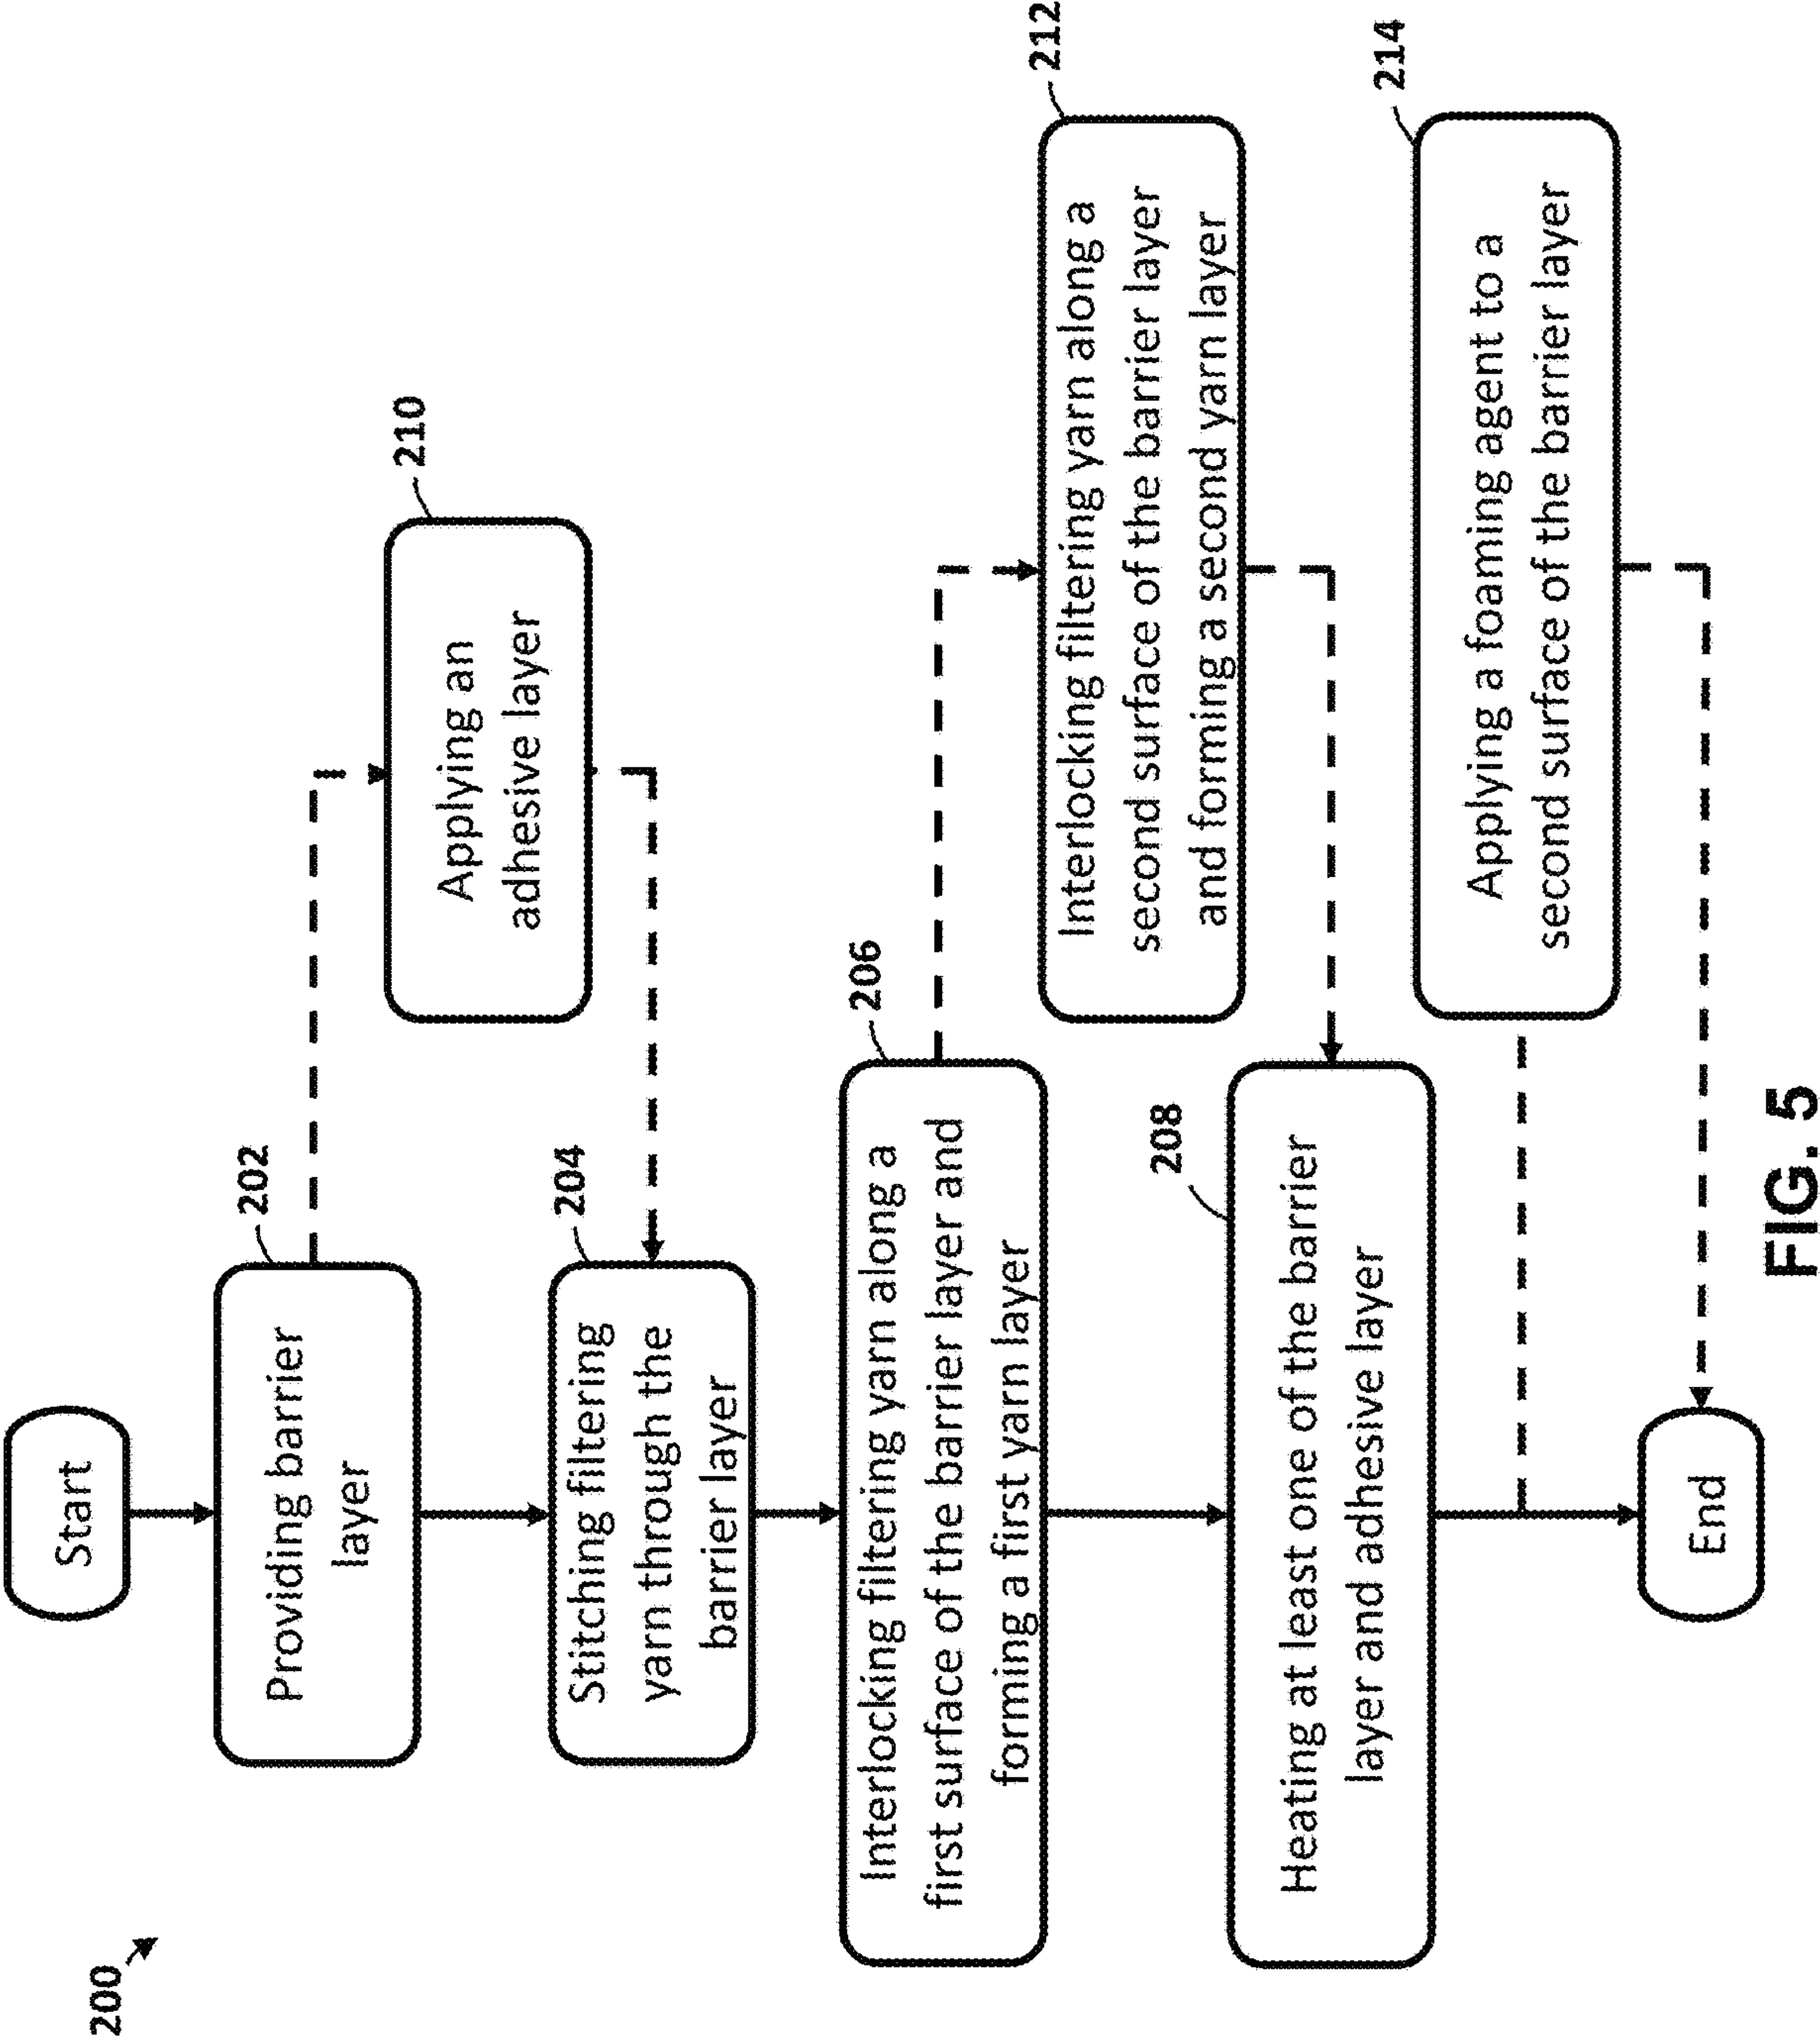 200
Start
202
Providing barrier
layer
210
Applying an
adhesive layer
204
Stitching filtering
yarn through the
barrier layer
206
Interlocking filtering yarn along a
first surface of the barrier layer and
forming a first yarn layer
212
Interlocking filtering yarn along a
second surface of the barrier layer
and forming a second yarn layer
208
Heating at least one of the barrier
layer and adhesive layer
214
Applying a foaming agent to a
second surface of the barrier layer
End
FIG. 5